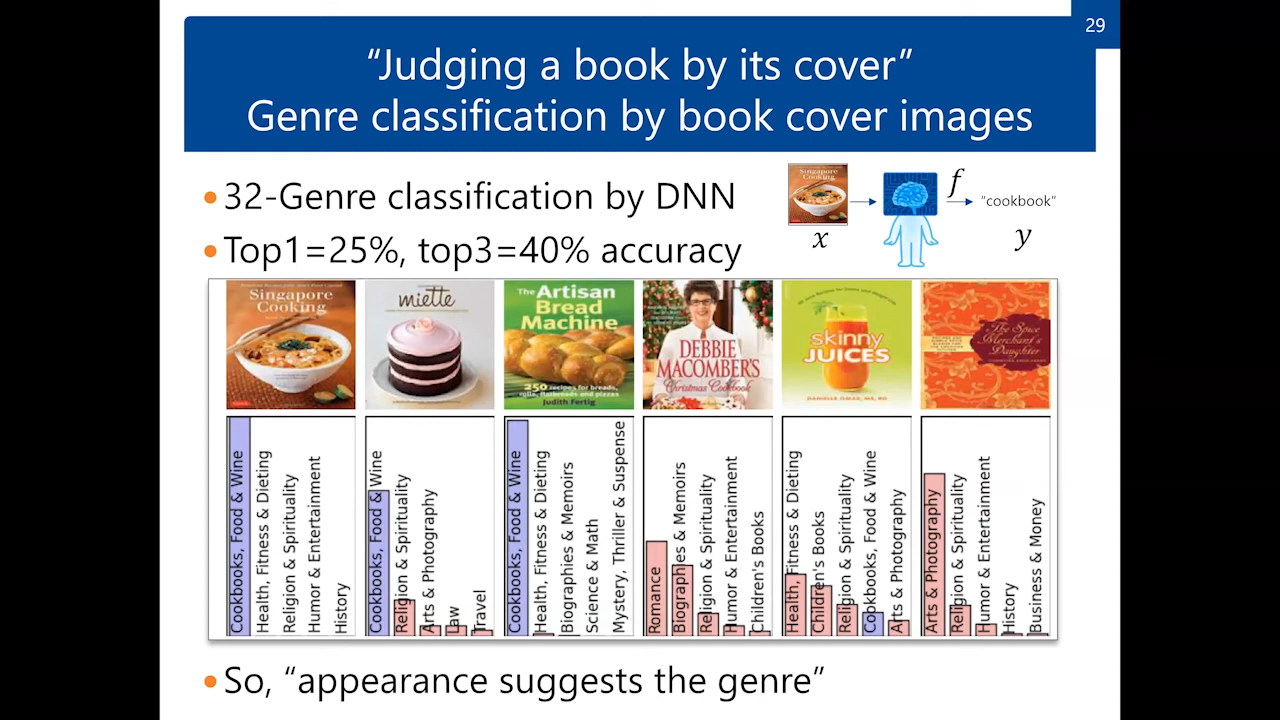 29
“Judging a book by its cover”
Genre classification by book cover images
•32-Genre classification by DNN
•Top1=25%, top3=40% accuracy
Singapore
Cooking
f
"cookbook"
x
y
Singapore
Cooking
miette
The Artisan
Bread
Machine
250 recipes for breads,
rolls, flatbreads and pizzas
Judith Fertig
DEBBIE
MACOMBER'S
Christmas Cookbook
skinny
JUICES
DANIELLE OMAR, MS, RD
The Spice
Merchant's
Daughter
Cookbooks, Food & Wine
Health, Fitness & Dieting
Religion & Spirituality
Humor & Entertainment
History
Cookbooks, Food & Wine
Religion & Spirituality
Arts & Photography
Law
Travel
Cookbooks, Food & Wine
Health, Fitness & Dieting
Biographies & Memoirs
Science & Math
Mystery, Thriller & Suspense
Romance
Biographies & Memoirs
Religion & Spirituality
Humor & Entertainment
Children's Books
Health, Fitness & Dieting
Children's Books
Religion & Spirituality
Cookbooks, Food & Wine
Arts & Photography
Arts & Photography
Religion & Spirituality
Humor & Entertainment
History
Business & Money
•So, “appearance suggests the genre”